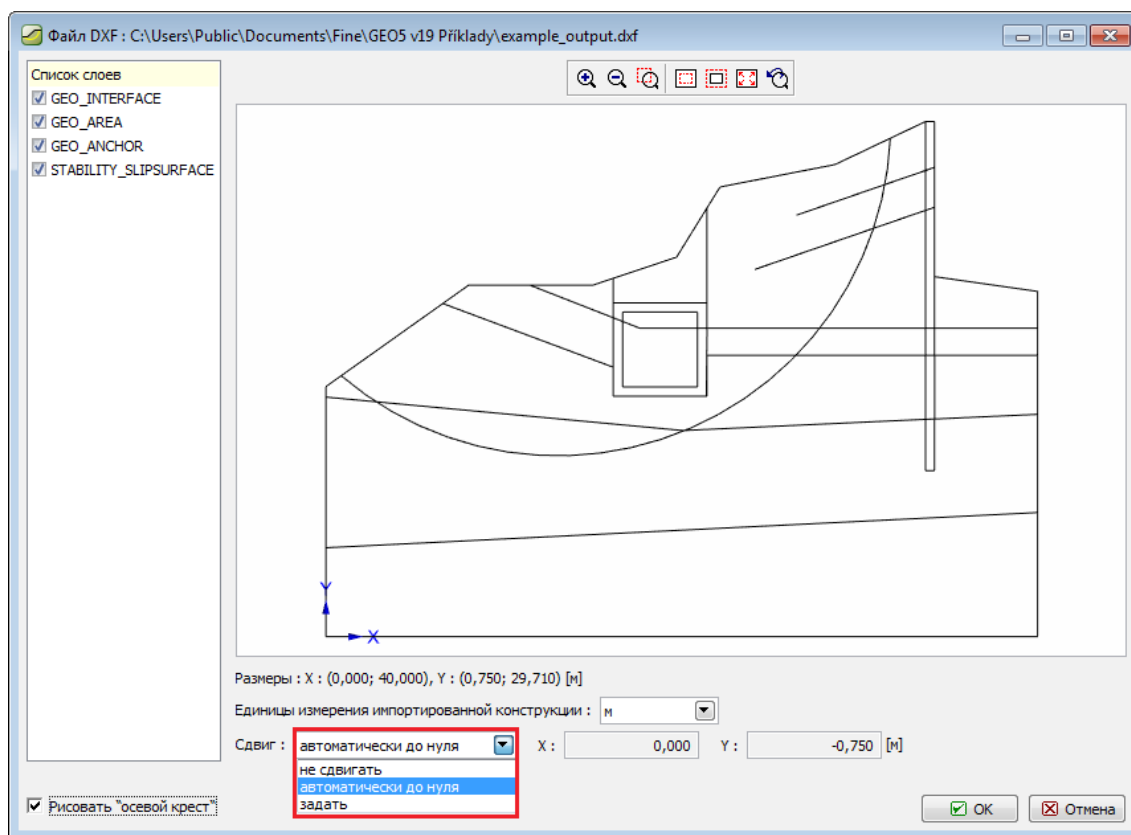 Файл DXF : C:\Users\Public\Documents\Fine\GEO5 v19 Příklady\example_output.dxf
Список слоев
GEO_INTERFACE
GEO_AREA
GEO_ANCHOR
STABILITY_SLIPSURFACE
Y
X
Размеры : X : (0,000; 40,000), Y : (0,750; 29,710) [м]
Единицы измерения импортированной конструкции : м
Сдвиг : автоматически до нуля X : 0,000 Y : -0,750 [м]
не сдвигать
автоматически до нуля
задать
Рисовать "осевой крест"
OK Отмена